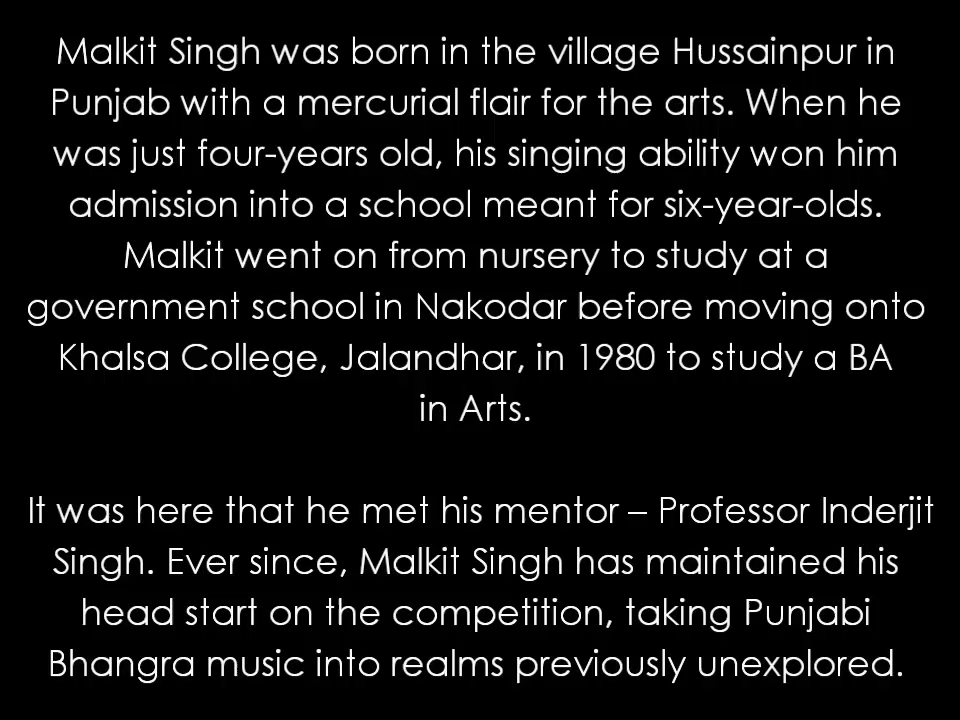 Malkit Singh was born in the village Hussainpur in
Punjab with a mercurial flair for the arts. When he
was just four-years old, his singing ability won him
admission into a school meant for six-year-olds.
Malkit went on from nursery to study at a
government school in Nakodar before moving onto
Khalsa College, Jalandhar, in 1980 to study a BA
in Arts.
It was here that he met his mentor – Professor Inderjit
Singh. Ever since, Malkit Singh has maintained his
head start on the competition, taking Punjabi
Bhangra music into realms previously unexplored.